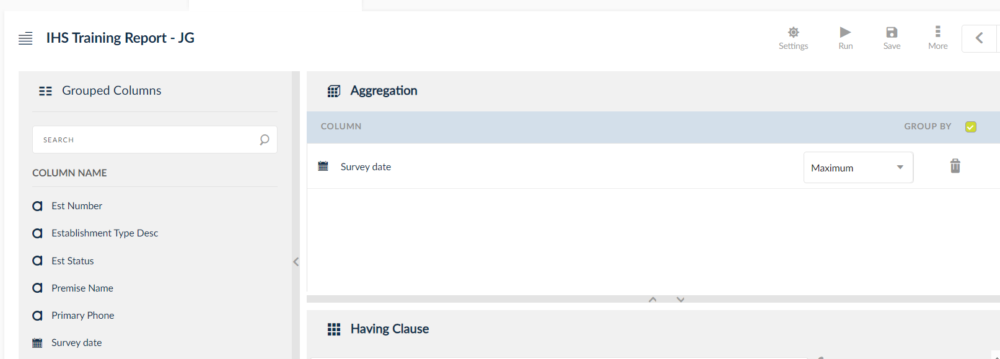 IHS Training Report - JG
Settings
Run
Save
More
Grouped Columns
SEARCH
COLUMN NAME
Est Number
Establishment Type Desc
Est Status
Premise Name
Primary Phone
Survey date
Aggregation
COLUMN
GROUP BY
Survey date
Maximum
Having Clause